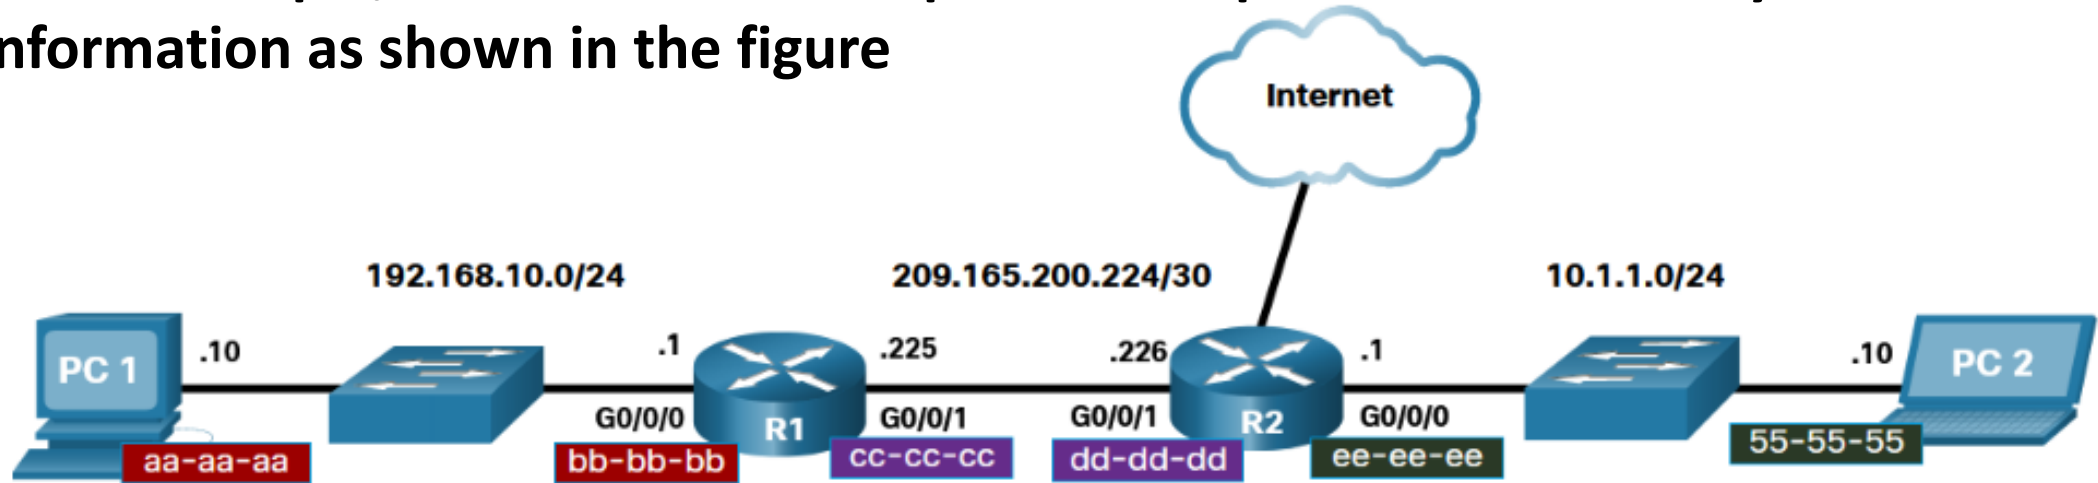 nformation as shown in the figure
Internet
192.168.10.0/24
209.165.200.224/30
10.1.1.0/24
PC 1
.10
.1
.225
.226
.1
.10
PC 2
G0/0/0
R1
G0/0/1
G0/0/1
R2
G0/0/0
aa-aa-aa
bb-bb-bb
cc-cc-cc
dd-dd-dd
ee-ee-ee
55-55-55